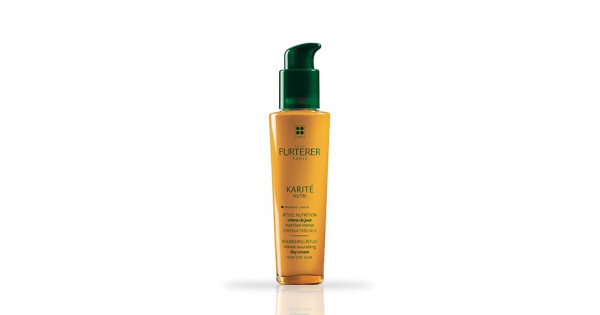 RENE
FURTERER
PARIS
KARITÉ
NUTRI
RITUEL NUTRITION
crème de jour
nutrition intense
CHEVEUX TRÈS SECS
NOURISHING RITUAL
intense nourishing
day cream
VERY DRY HAIR